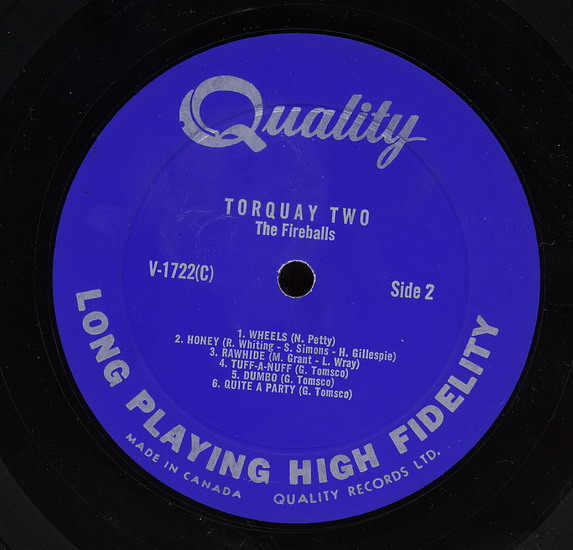 Quality
TORQUAY TWO
The Fireballs
V-1722(C)
Side 2
1. WHEELS (N. Petty)
2. HONEY (R. Whiting - S. Simons - H. Gillespie)
3. RAWHIDE (M. Grant - L. Wray)
4. TUFF-A-NUFF (G. Tomsco)
5. DUMBO (G. Tomsco)
6. QUITE A PARTY (G. Tomsco)
LONG PLAYING HIGH FIDELITY
MADE IN CANADA QUALITY RECORDS LTD.